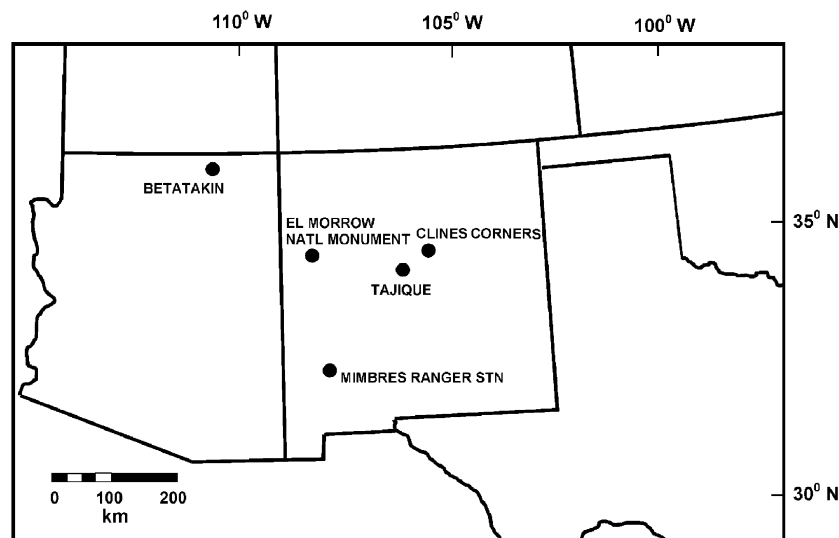 110⁰ W 105⁰ W 100⁰ W
BETATAKIN
EL MORROW
NATL MONUMENT
CLINES CORNERS
35⁰ N
TAJIQUE
MIMBRES RANGER STN
0 100 200
km
30⁰ N